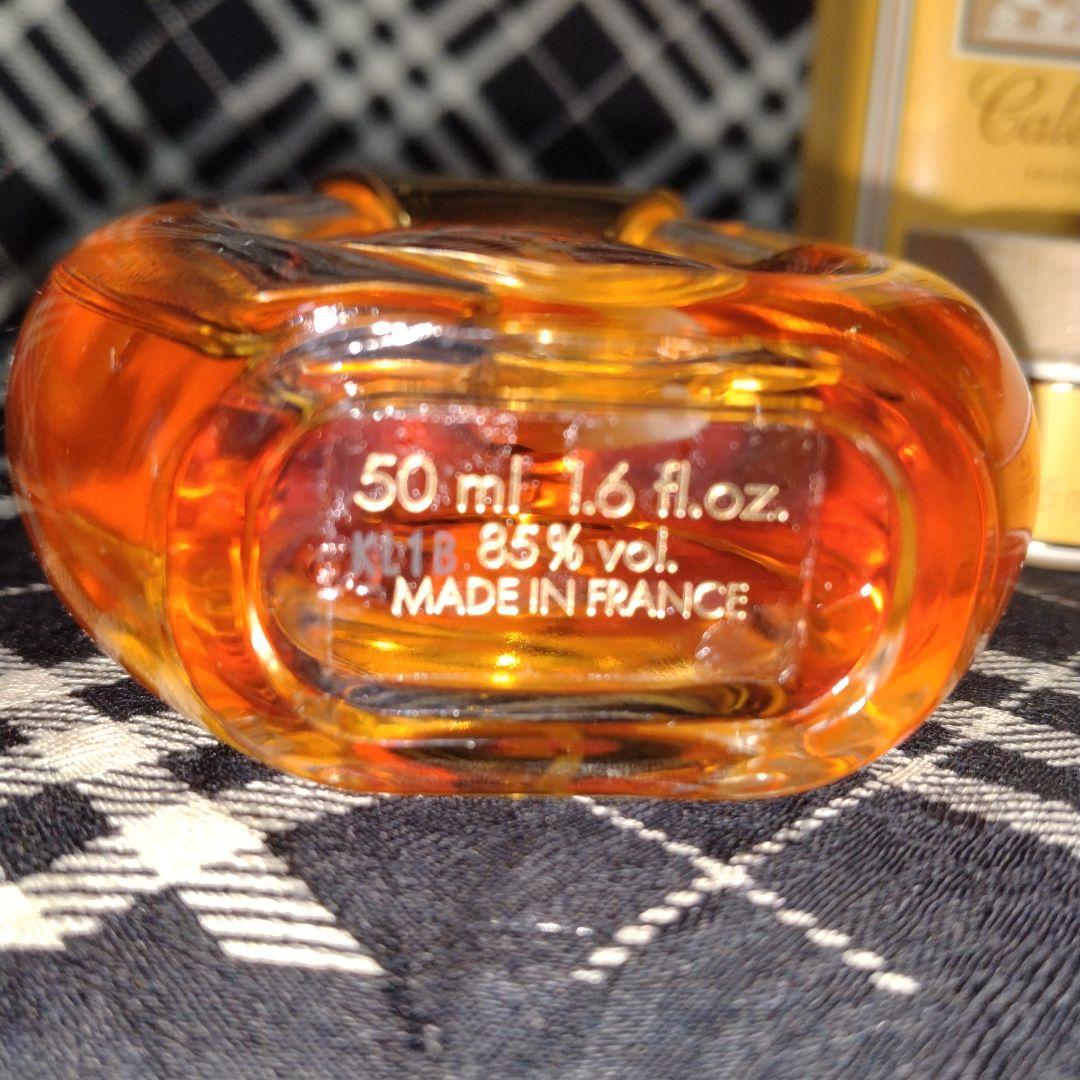 50 ml 1.6 fl.oz.
KL1B 85% vol.
MADE IN FRANCE